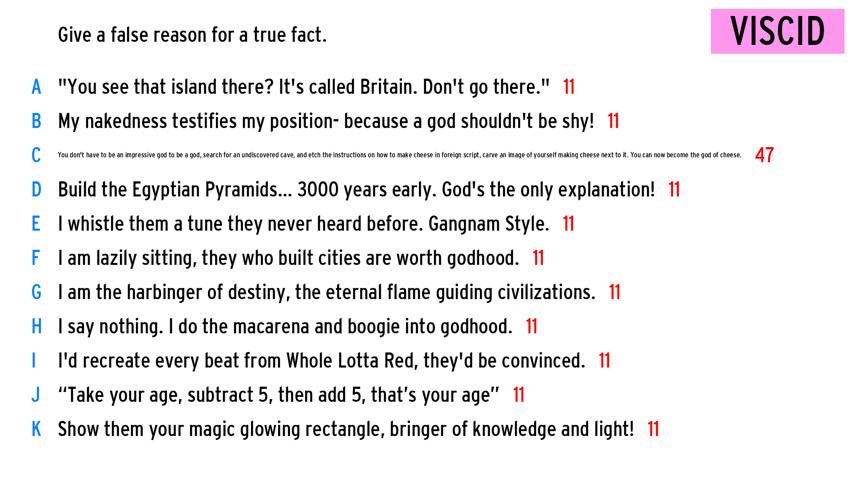 Give a false reason for a true fact.
VISCID
A "You see that island there? It's called Britain. Don't go there." 11
B My nakedness testifies my position- because a god shouldn't be shy! 11
C You don't have to be an impressive god to be a god, search for an undiscovered cave, and etch the instructions on how to make cheese in foreign script, carve an image of yourself making cheese next to it. You can now become the god of cheese. 47
D Build the Egyptian Pyramids... 3000 years early. God's the only explanation! 11
E I whistle them a tune they never heard before. Gangnam Style. 11
F I am lazily sitting, they who built cities are worth godhood. 11
G I am the harbinger of destiny, the eternal flame guiding civilizations. 11
H I say nothing. I do the macarena and boogie into godhood. 11
I I'd recreate every beat from Whole Lotta Red, they'd be convinced. 11
J “Take your age, subtract 5, then add 5, that’s your age” 11
K Show them your magic glowing rectangle, bringer of knowledge and light! 11